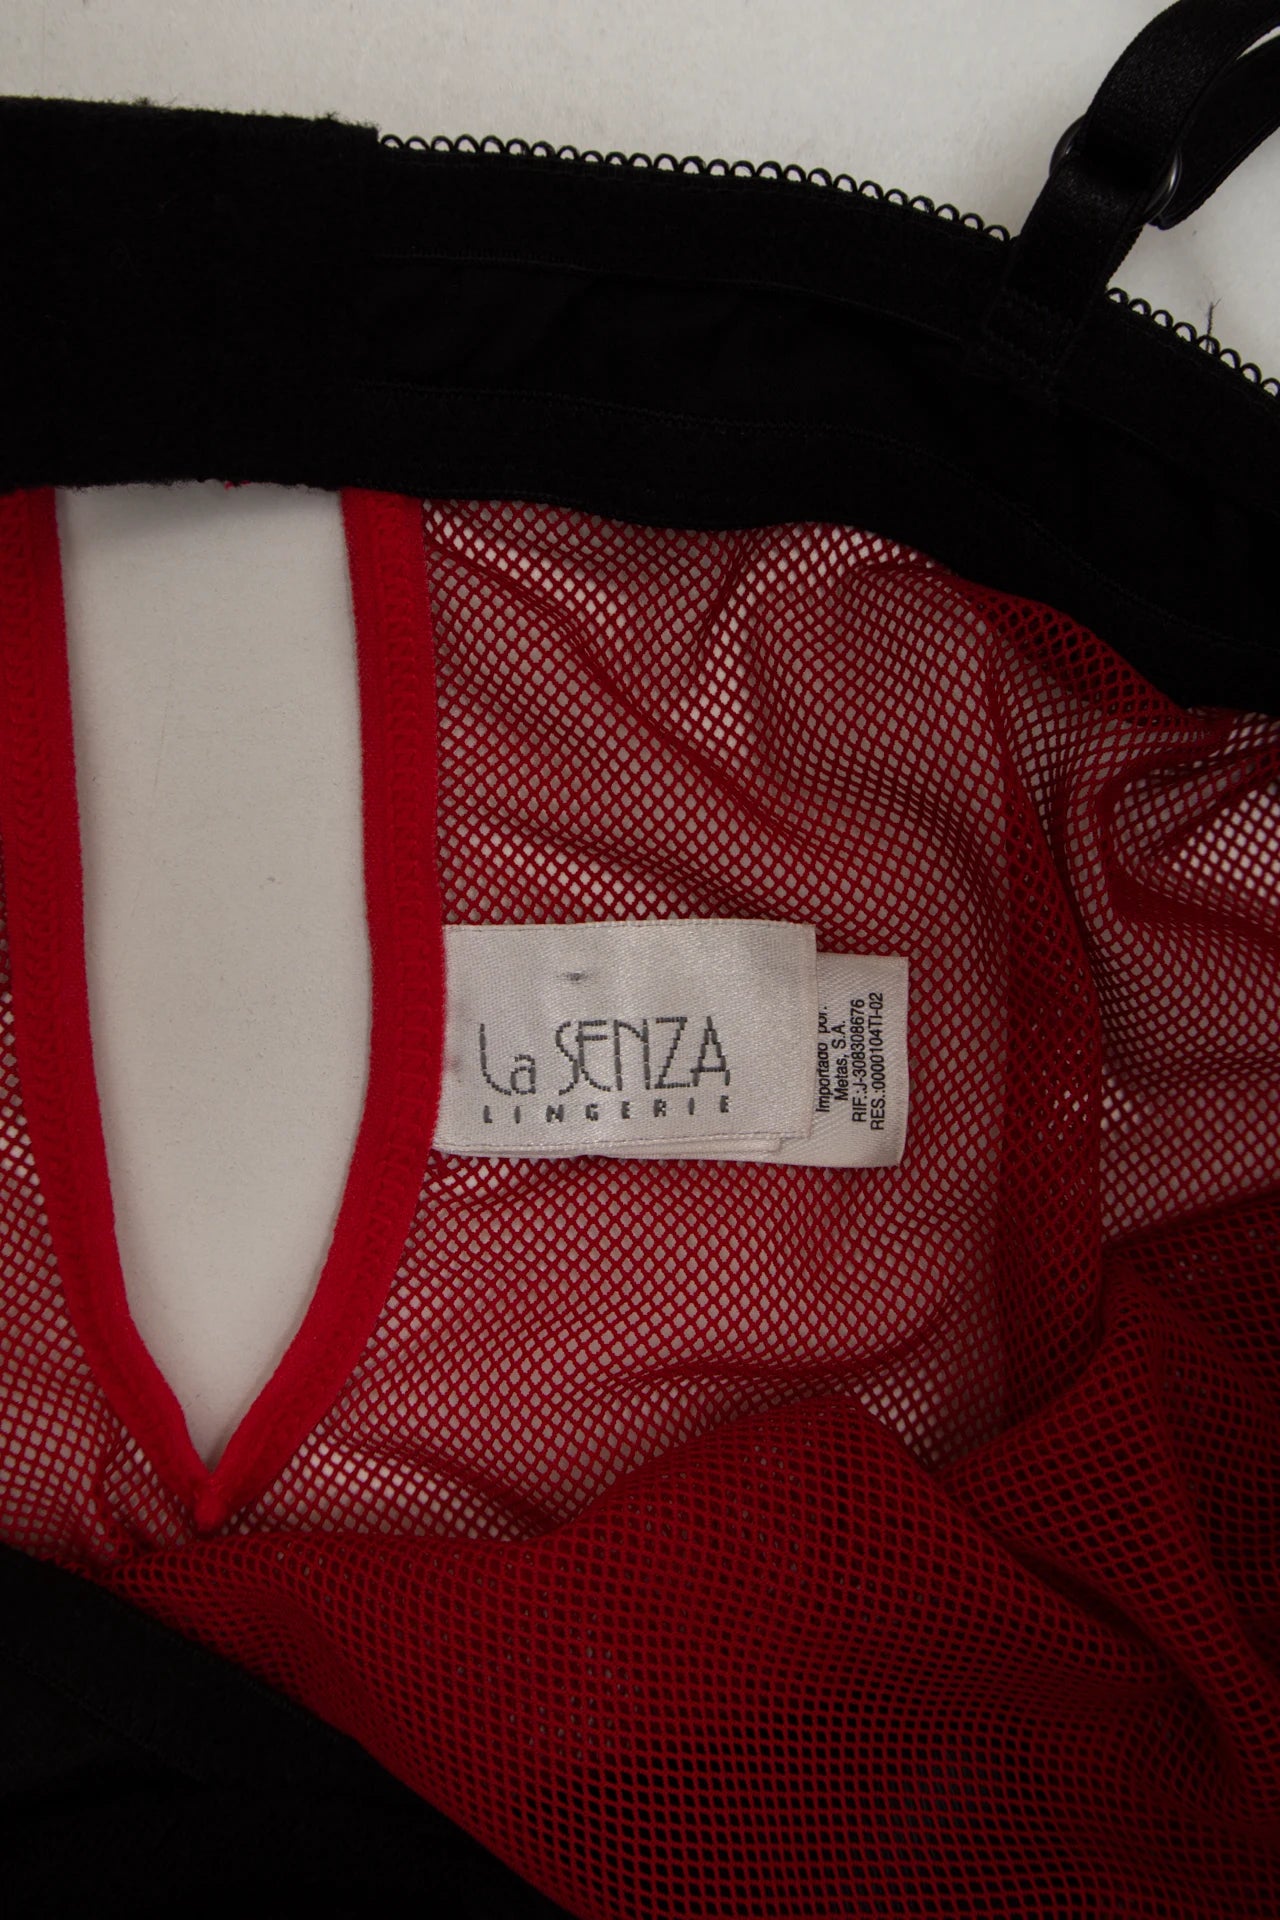 La SENZA
LINGERIE
Importado por:
Metas, S.A.
RIF.:J-308308676
RES.:0000104TI-02